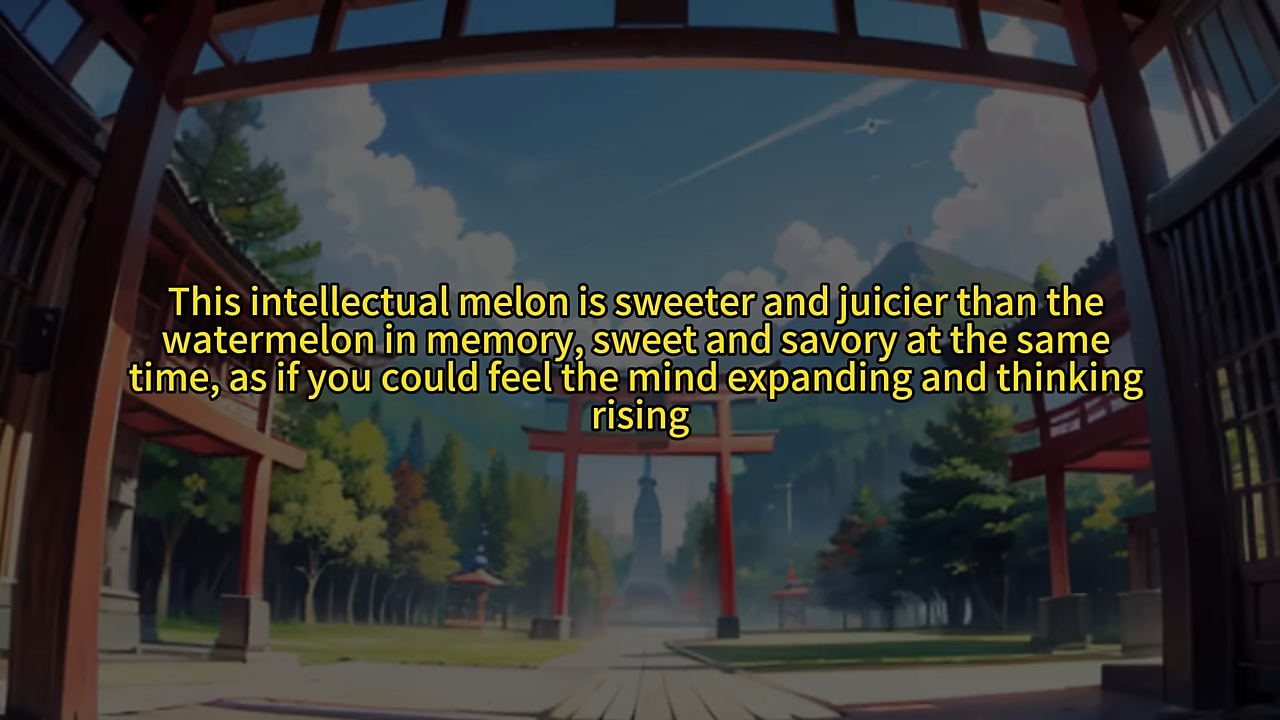 This intellectual melon is sweeter and juicier than the
watermelon in memory, sweet and savory at the same
time, as if you could feel the mind expanding and thinking
rising